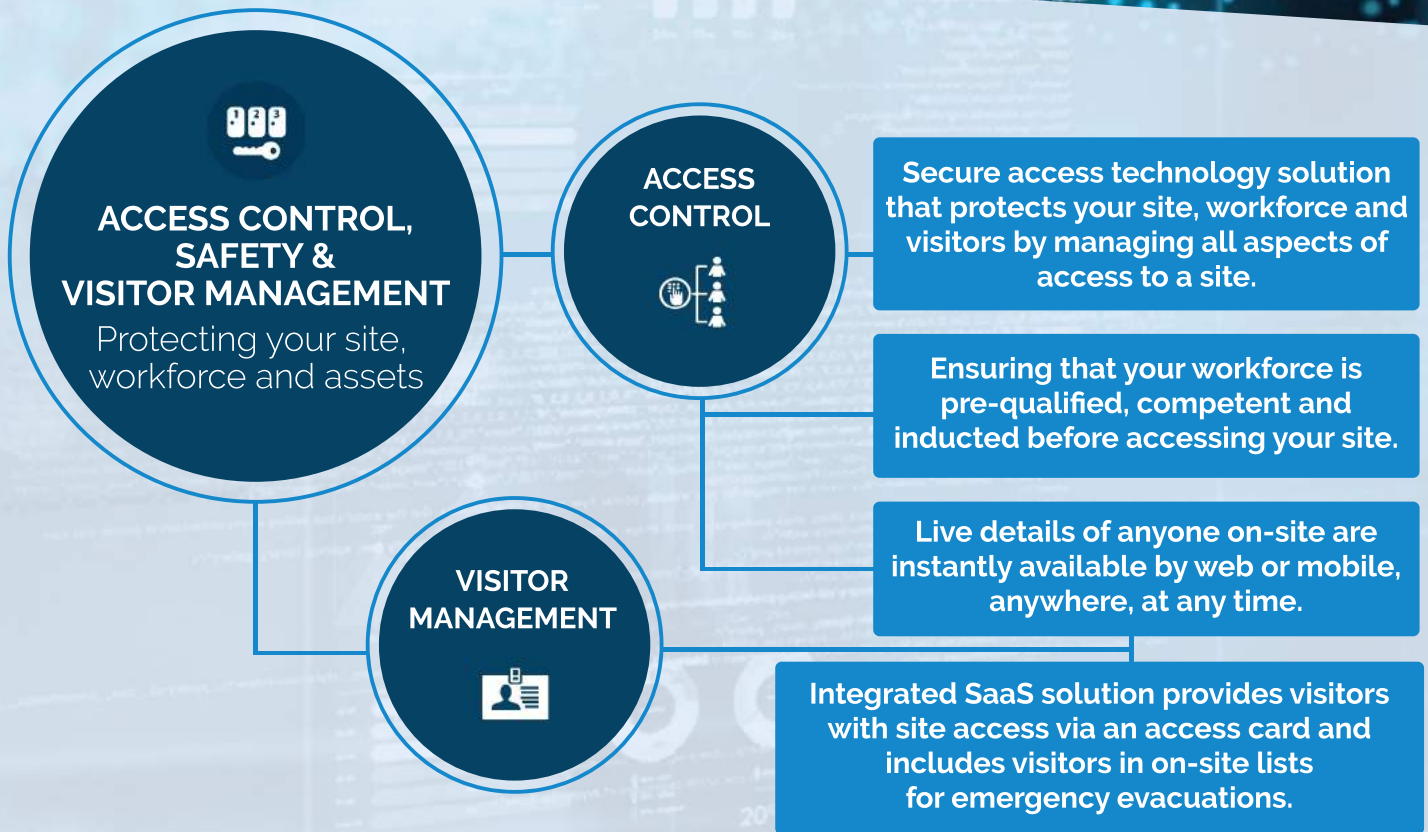 ACCESS CONTROL,
SAFETY &
VISITOR MANAGEMENT
Protecting your site,
workforce and assets
ACCESS
CONTROL
Secure access technology solution
that protects your site, workforce and
visitors by managing all aspects of
access to a site.
Ensuring that your workforce is
pre-qualified, competent and
inducted before accessing your site.
Live details of anyone on-site are
instantly available by web or mobile,
anywhere, at any time.
VISITOR
MANAGEMENT
Integrated SaaS solution provides visitors
with site access via an access card and
includes visitors in on-site lists
for emergency evacuations.